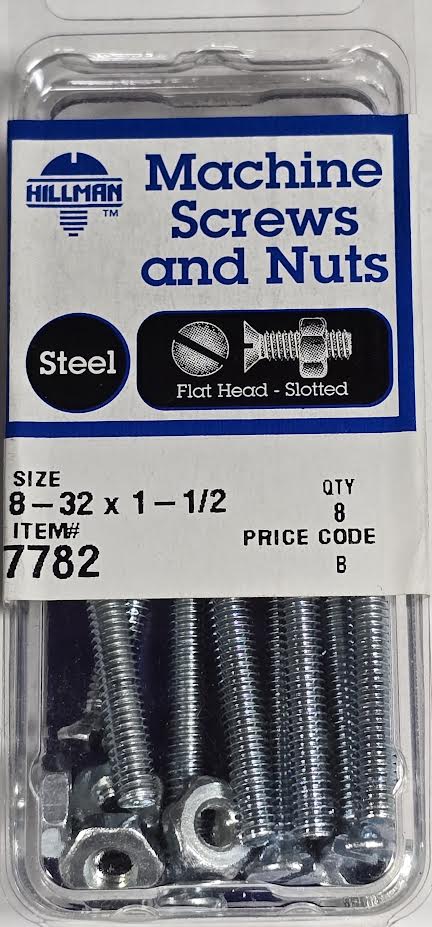 HILLMAN
TM
Machine
Screws
and Nuts
Steel
Flat Head - Slotted
SIZE
8-32 x 1-1/2
QTY
8
ITEM#
7782
PRICE CODE
B